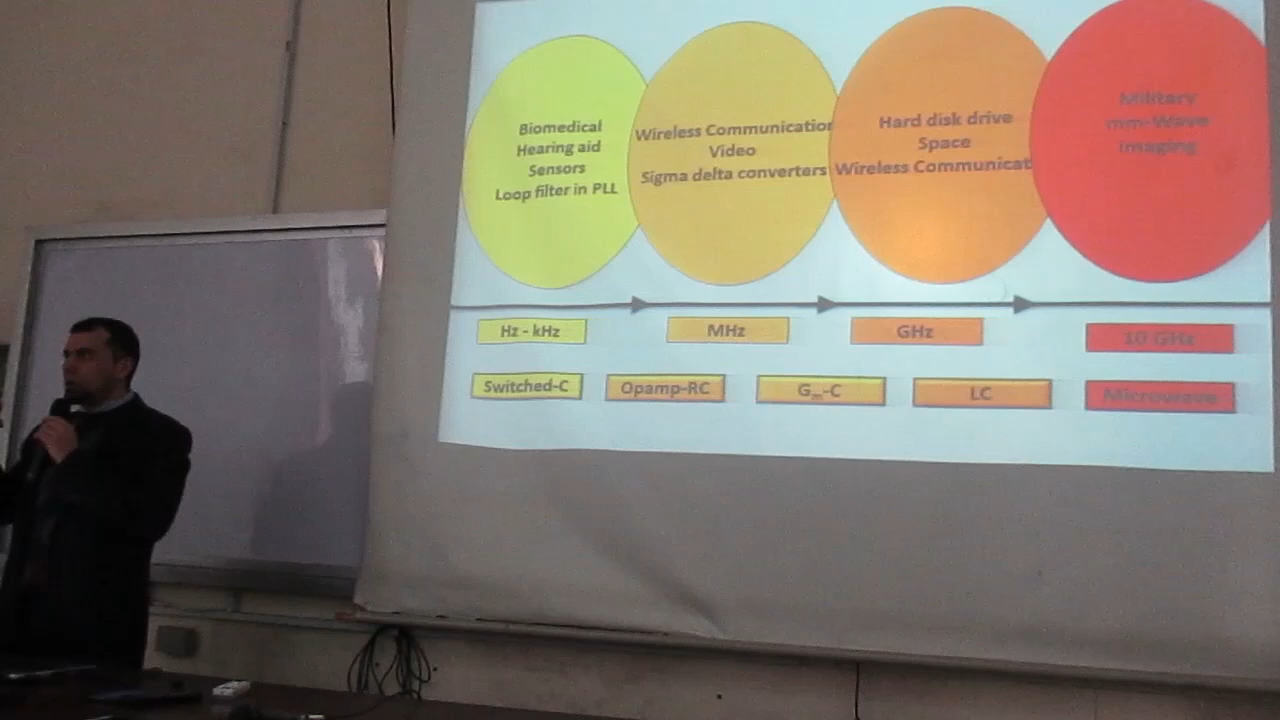 Biomedical
Hearing aid
Sensors
Loop filter in PLL
Wireless Communication
Video
Sigma delta converters
Hard disk drive
Space
Wireless Communicat
Military
mm-Wave
imaging
Hz - kHz
MHz
GHz
10 GHz
Switched-C
Opamp-RC
Gm-C
LC
Microwave